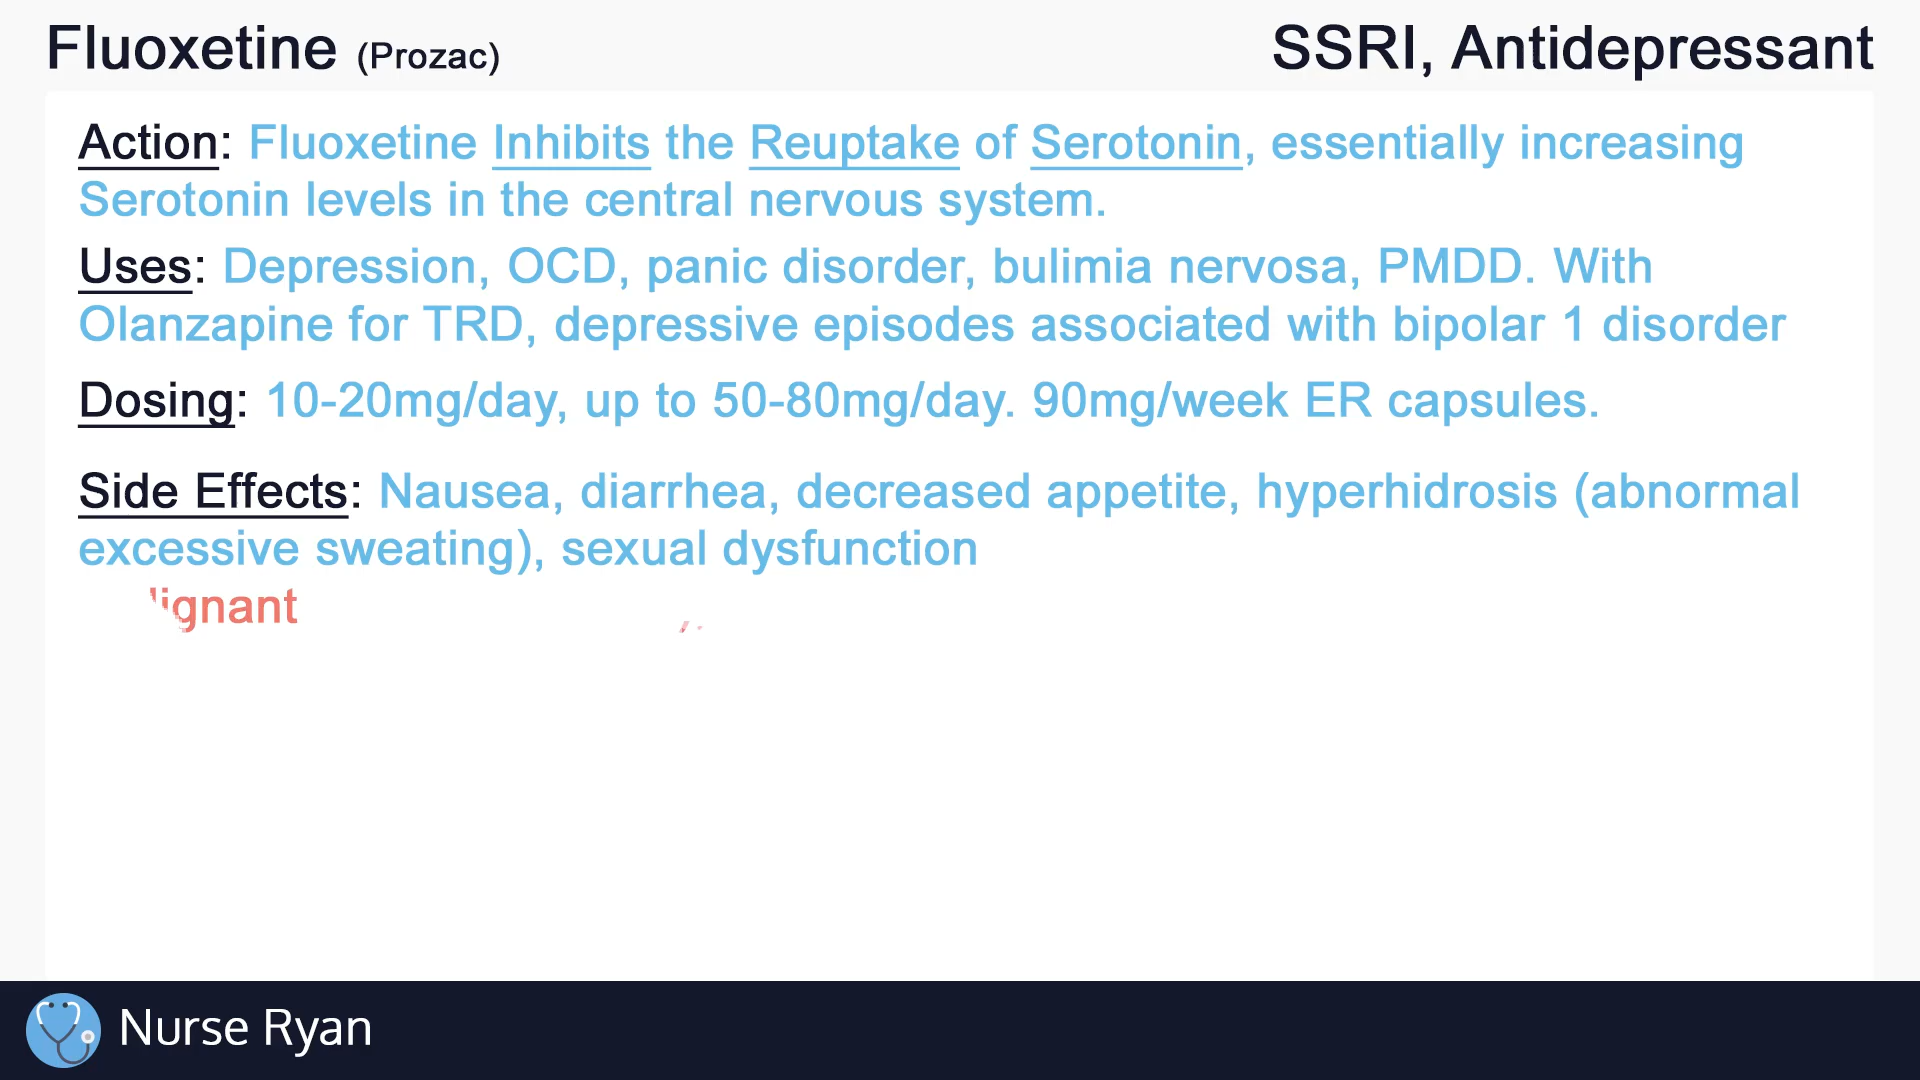 Fluoxetine (Prozac)
SSRI, Antidepressant
Action: Fluoxetine Inhibits the Reuptake of Serotonin, essentially increasing
Serotonin levels in the central nervous system.
Uses: Depression, OCD, panic disorder, bulimia nervosa, PMDD. With
Olanzapine for TRD, depressive episodes associated with bipolar 1 disorder
Dosing: 10-20mg/day, up to 50-80mg/day. 90mg/week ER capsules.
Side Effects: Nausea, diarrhea, decreased appetite, hyperhidrosis (abnormal
excessive sweating), sexual dysfunction
Nurse Ryan